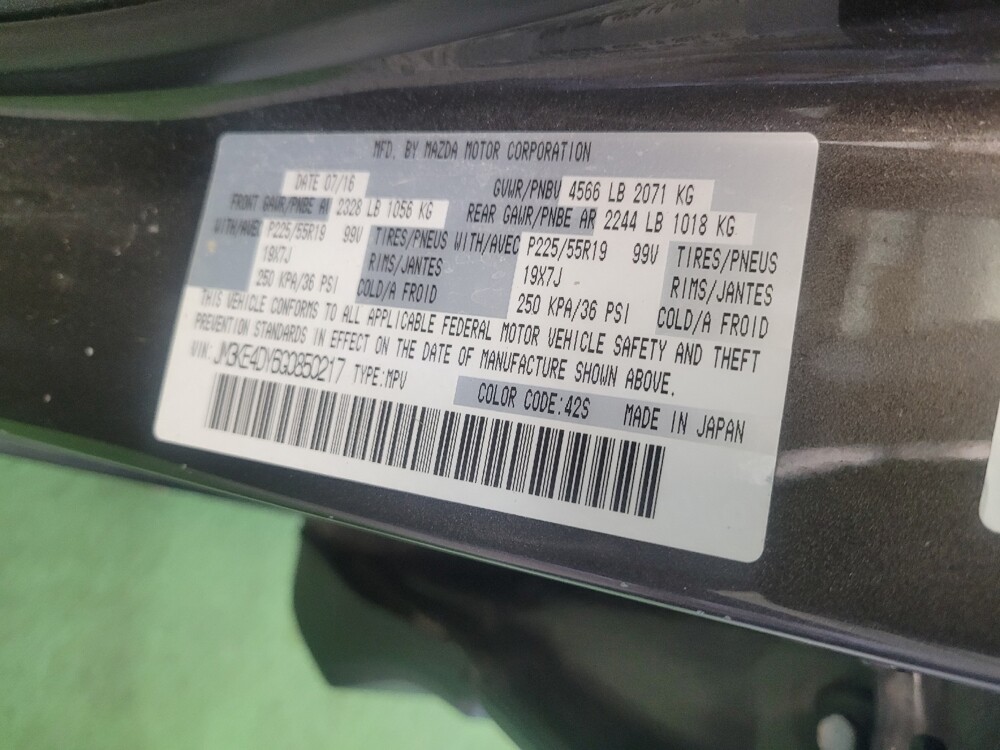 MFD. BY MAZDA MOTOR CORPORATION
DATE 07/16 GVWR/PNBV 4566 LB 2071 KG
FRONT GAWR/PNBE AV 2328 LB 1056 KG REAR GAWR/PNBE AR 2244 LB 1018 KG
WITH/AVEC P225/55R19 99V TIRES/PNEUS WITH/AVEC P225/55R19 99V TIRES/PNEUS
19X7J RIMS/JANTES 19X7J RIMS/JANTES
250 KPA/36 PSI COLD/A FROID 250 KPA/36 PSI COLD/A FROID
THIS VEHICLE CONFORMS TO ALL APPLICABLE FEDERAL MOTOR VEHICLE SAFETY AND THEFT
PREVENTION STANDARDS IN EFFECT ON THE DATE OF MANUFACTURE SHOWN ABOVE.
VIN: JM3KE4DY6G0850217 TYPE:MPV
COLOR CODE:42S MADE IN JAPAN